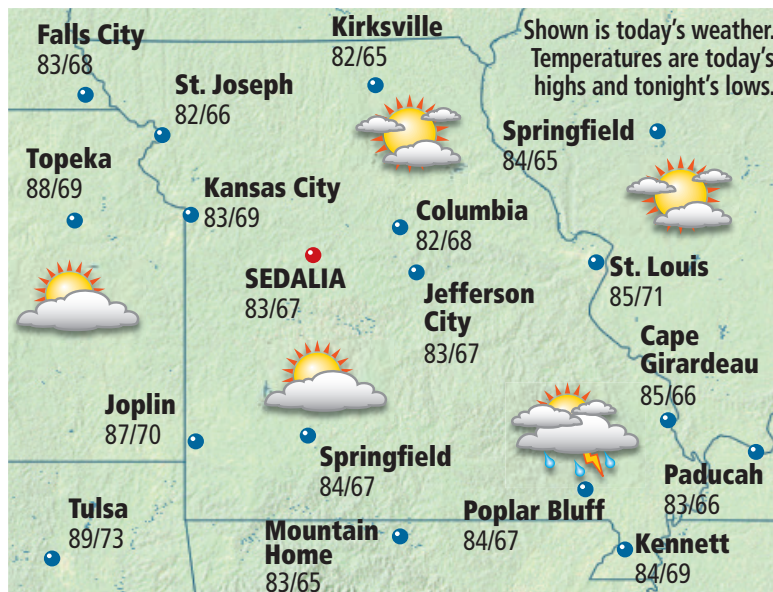 Falls City
83/68
Kirksville
82/65
Shown is today’s weather.
Temperatures are today’s
highs and tonight’s lows.
St. Joseph
82/66
Springfield
84/65
Topeka
88/69
Kansas City
83/69
Columbia
82/68
SEDALIA
83/67
Jefferson
City
83/67
St. Louis
85/71
Cape
Girardeau
85/66
Joplin
87/70
Springfield
84/67
Poplar Bluff
84/67
Paducah
83/66
Tulsa
89/73
Mountain
Home
83/65
Kennett
84/69